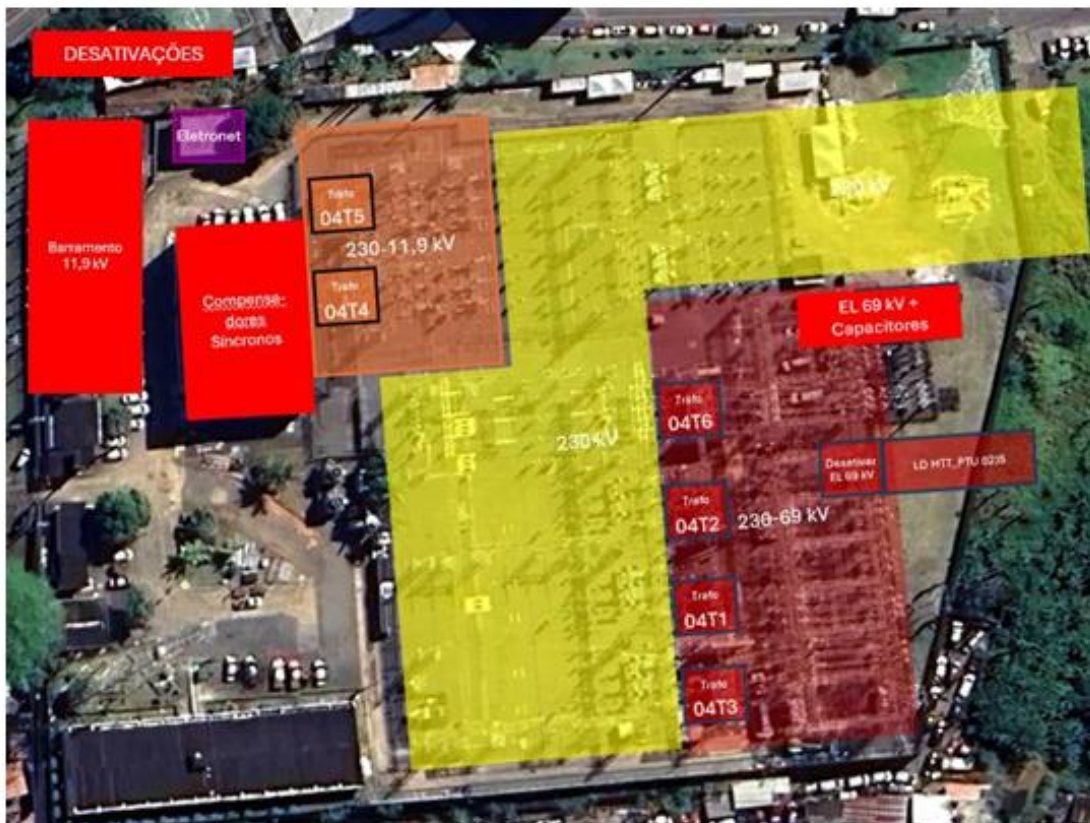 DESATIVAÇÕES
Eletronet
Barramento
11,9 kV
Compensa-
dores
Síncronos
Trafo
04T5
230-11,9 kV
Trafo
04T4
230 kV
EL 69 kV +
Capacitores
Trafo
04T6
230 kV
Desativar
EL 69 kV
LD MTT_PTU
Trafo
04T2
230-69 kV
Trafo
04T1
Trafo
04T3